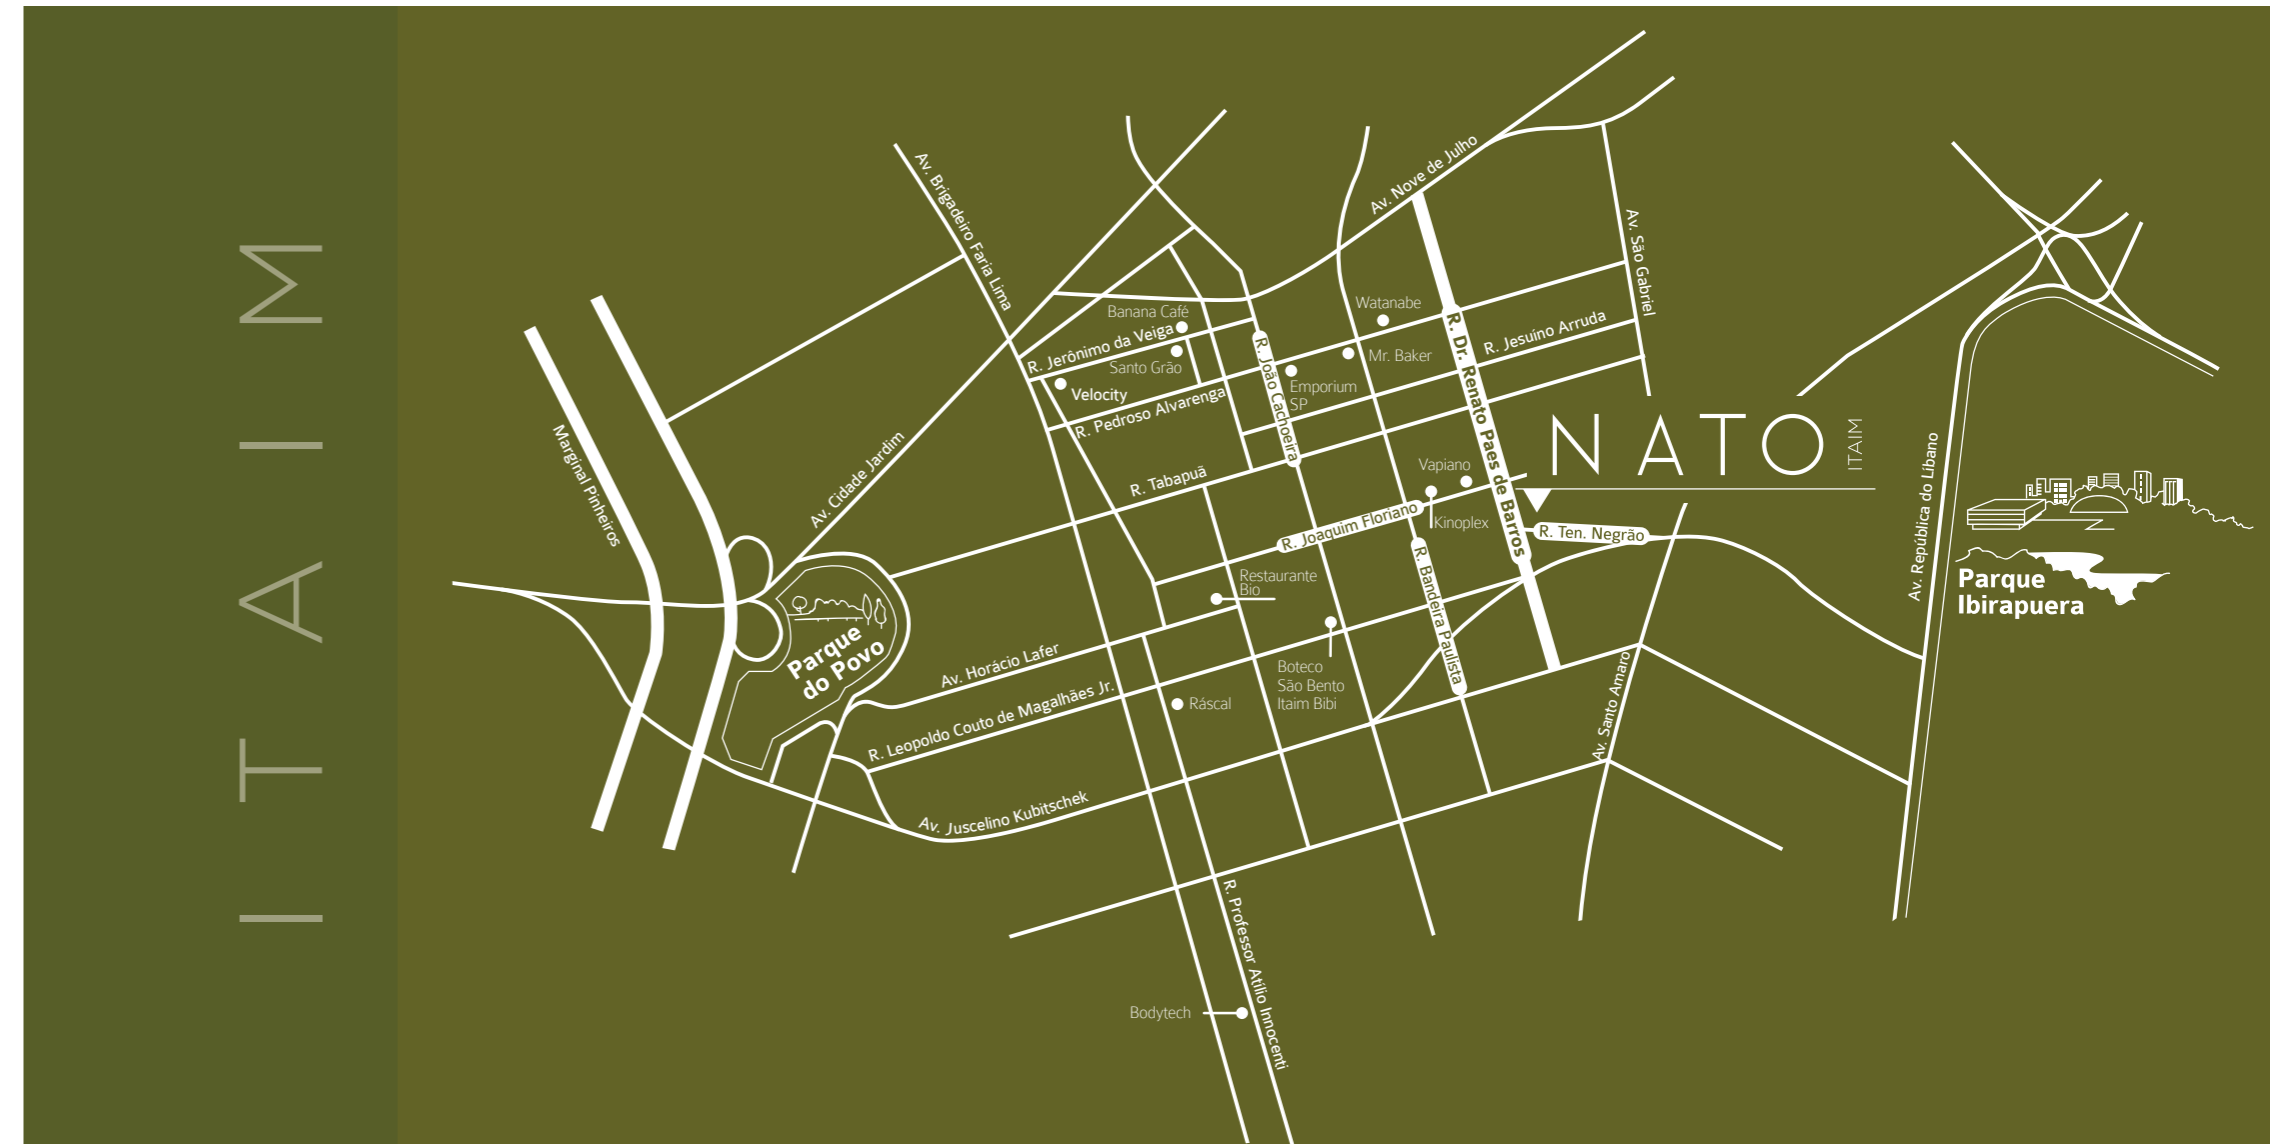 ITAIM
Av. Brigadeiro Faria Lima
Av. Nove de Julho
Av. São Gabriel
Banana Café
R. Jerônimo da Veiga
Santo Grão
Velocity
R. Pedroso Alvarenga
R. João Cachoeira
Watanabe
Mr. Baker
Emporium
SP
R. Dr. Renato Paes de Barros
R. Jesuíno Arruda
NATO
ITAIM
Marginal Pinheiros
Av. Cidade Jardim
R. Tabapuã
Vapiano
Kinoplex
R. Joaquim Floriano
R. Ten. Negrão
R. Bandeira Paulista
Av. República do Líbano
Parque
Ibirapuera
Restaurante
Bio
Parque
do Povo
Av. Horácio Lafer
R. Leopoldo Couto de Magalhães Jr.
Ráscal
Boteco
São Bento
Itaim Bibi
Av. Santo Amaro
Av. Juscelino Kubitschek
R. Professor Atílio Innocenti
Bodytech